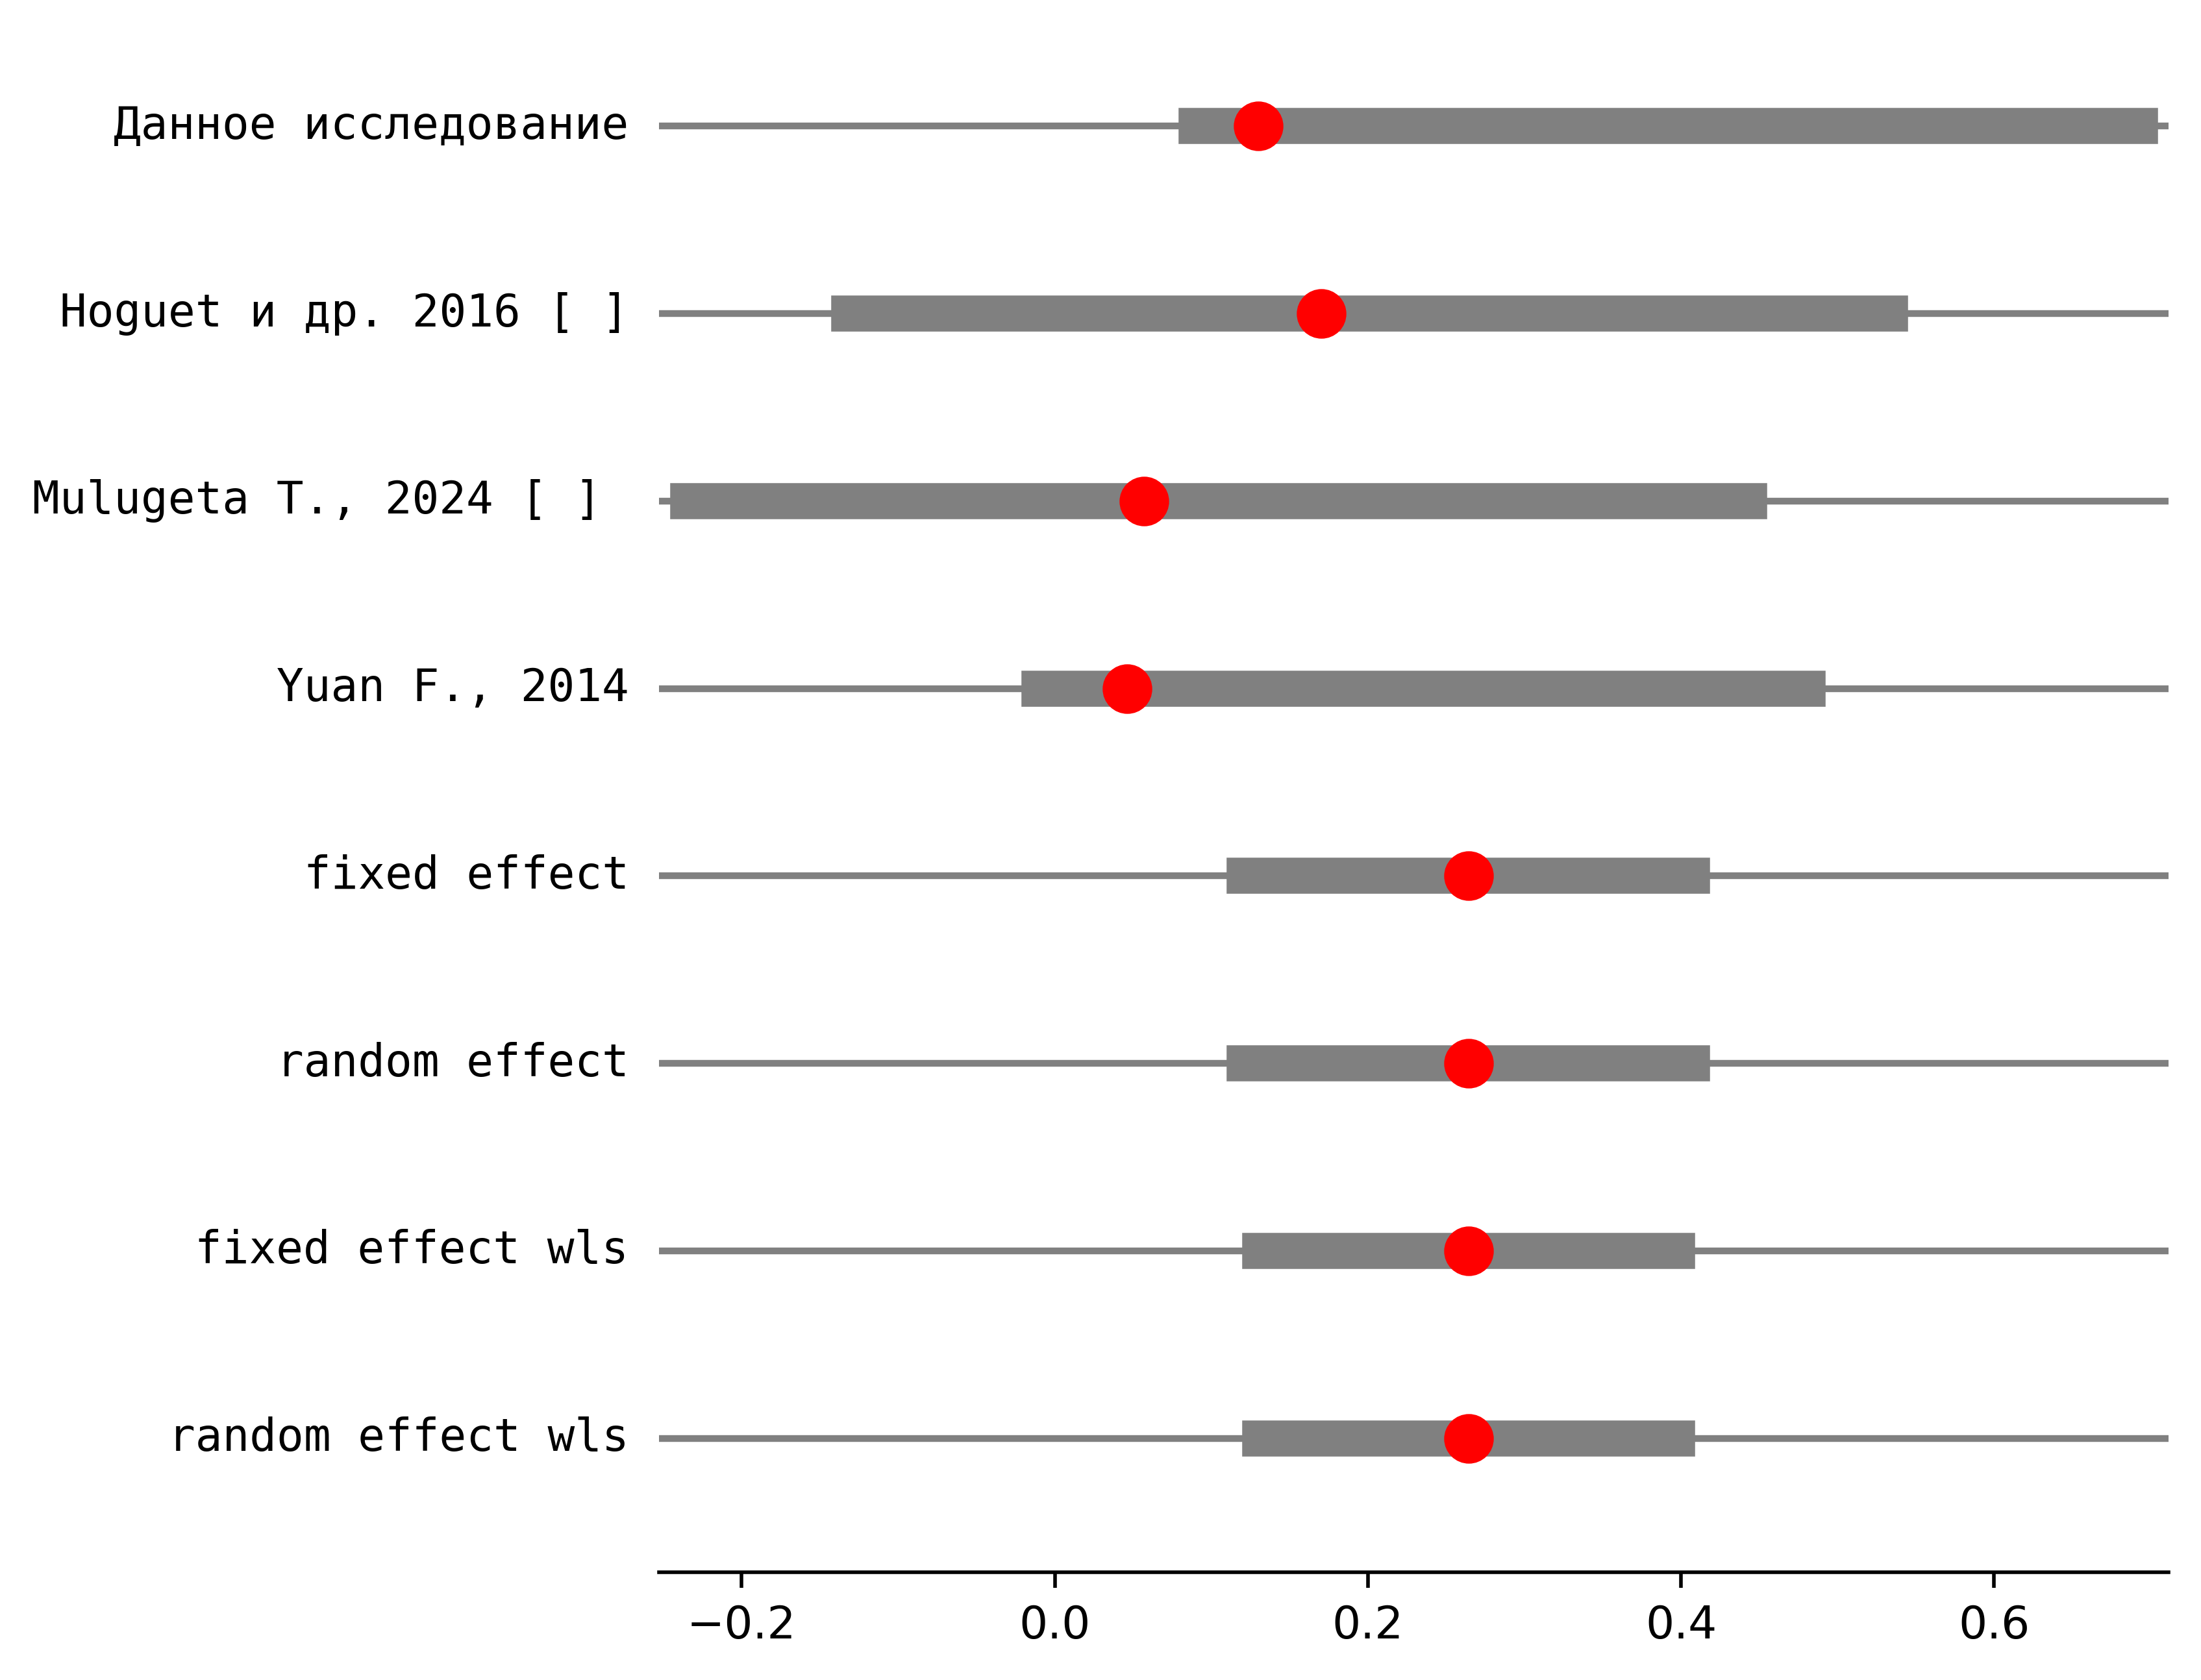 Данное исследование
Hoguet и др. 2016 [ ]
Mulugeta T., 2024 [ ]
Yuan F., 2014
fixed effect
random effect
fixed effect wls
random effect wls
−0.2 0.0 0.2 0.4 0.6